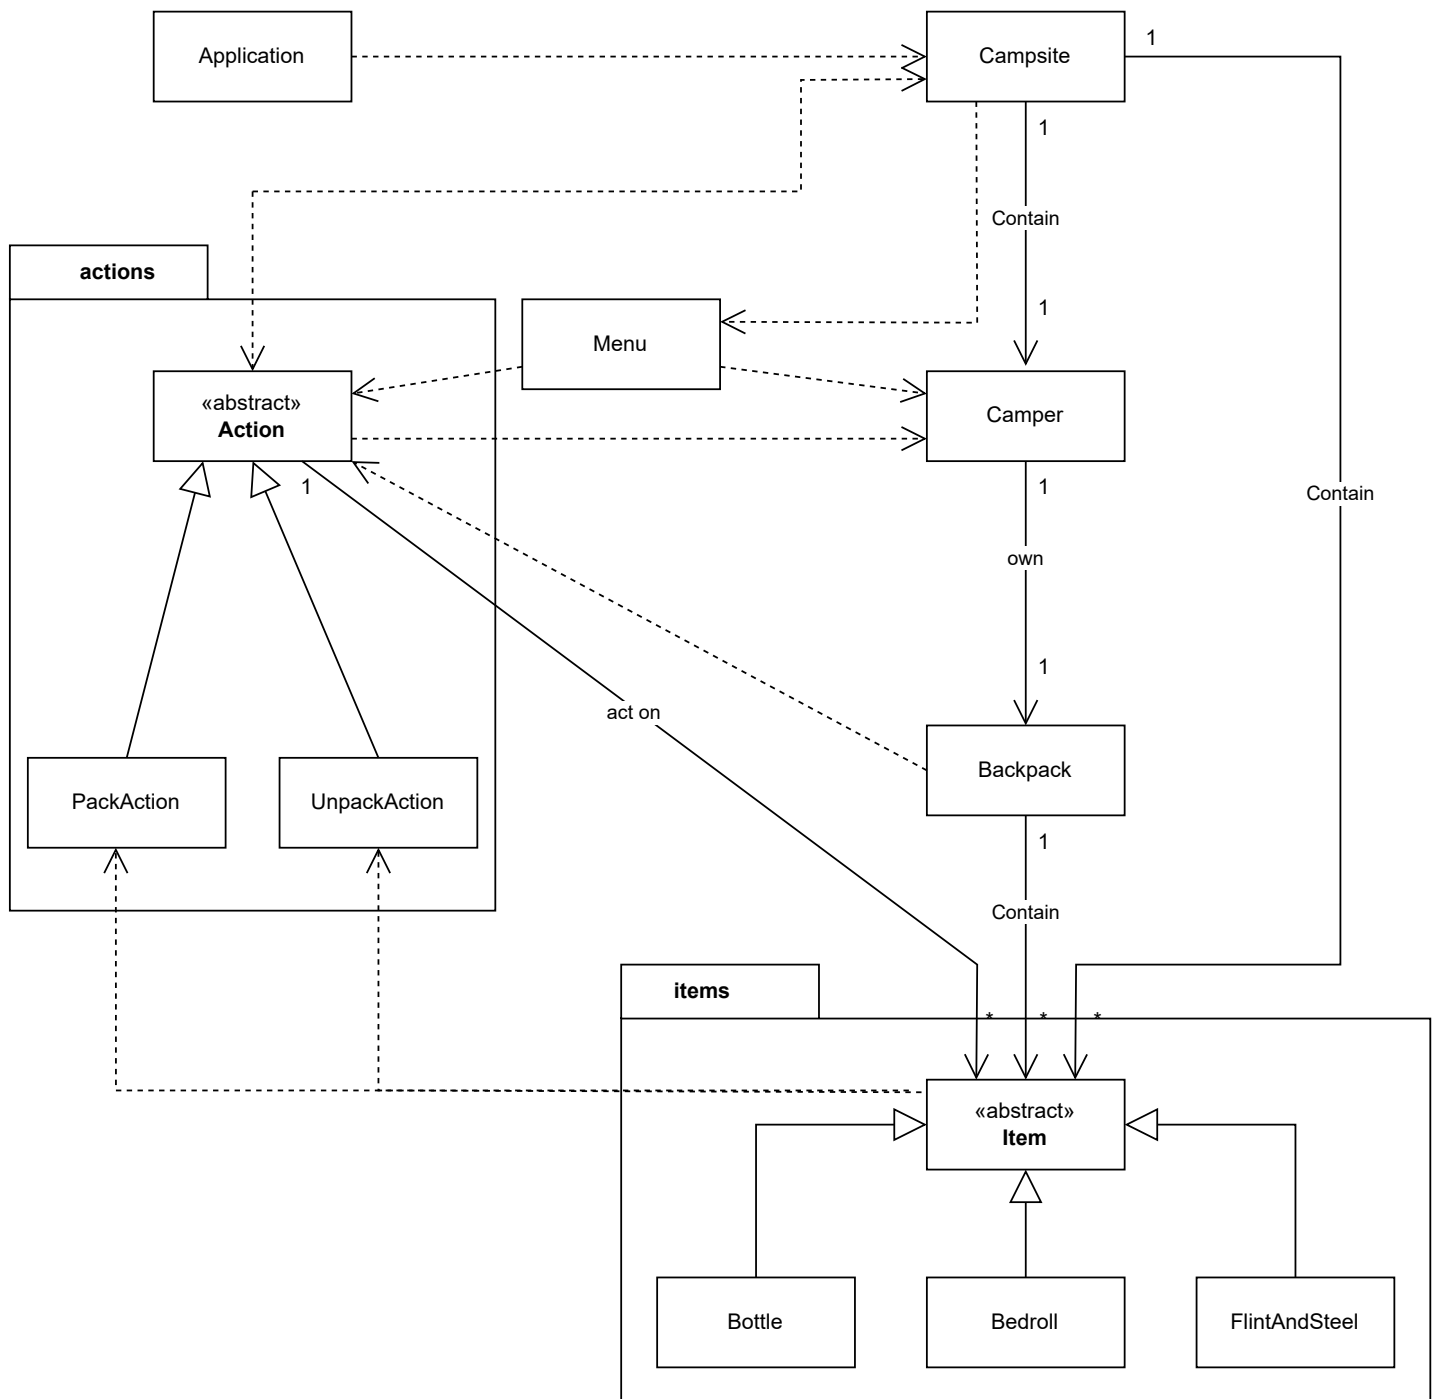 Application
Campsite
1
1
Contain
actions
1
Menu
«abstract»
Action
Camper
1
1
Contain
own
1
act on
Backpack
PackAction
UnpackAction
1
Contain
items
*
*
*
«abstract»
Item
Bottle
Bedroll
FlintAndSteel